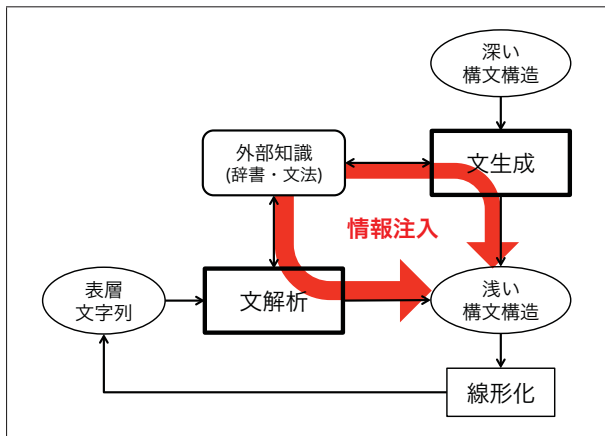 深い
構文構造
外部知識
(辞書・文法)
文生成
情報注入
表層
文字列
文解析
浅い
構文構造
線形化